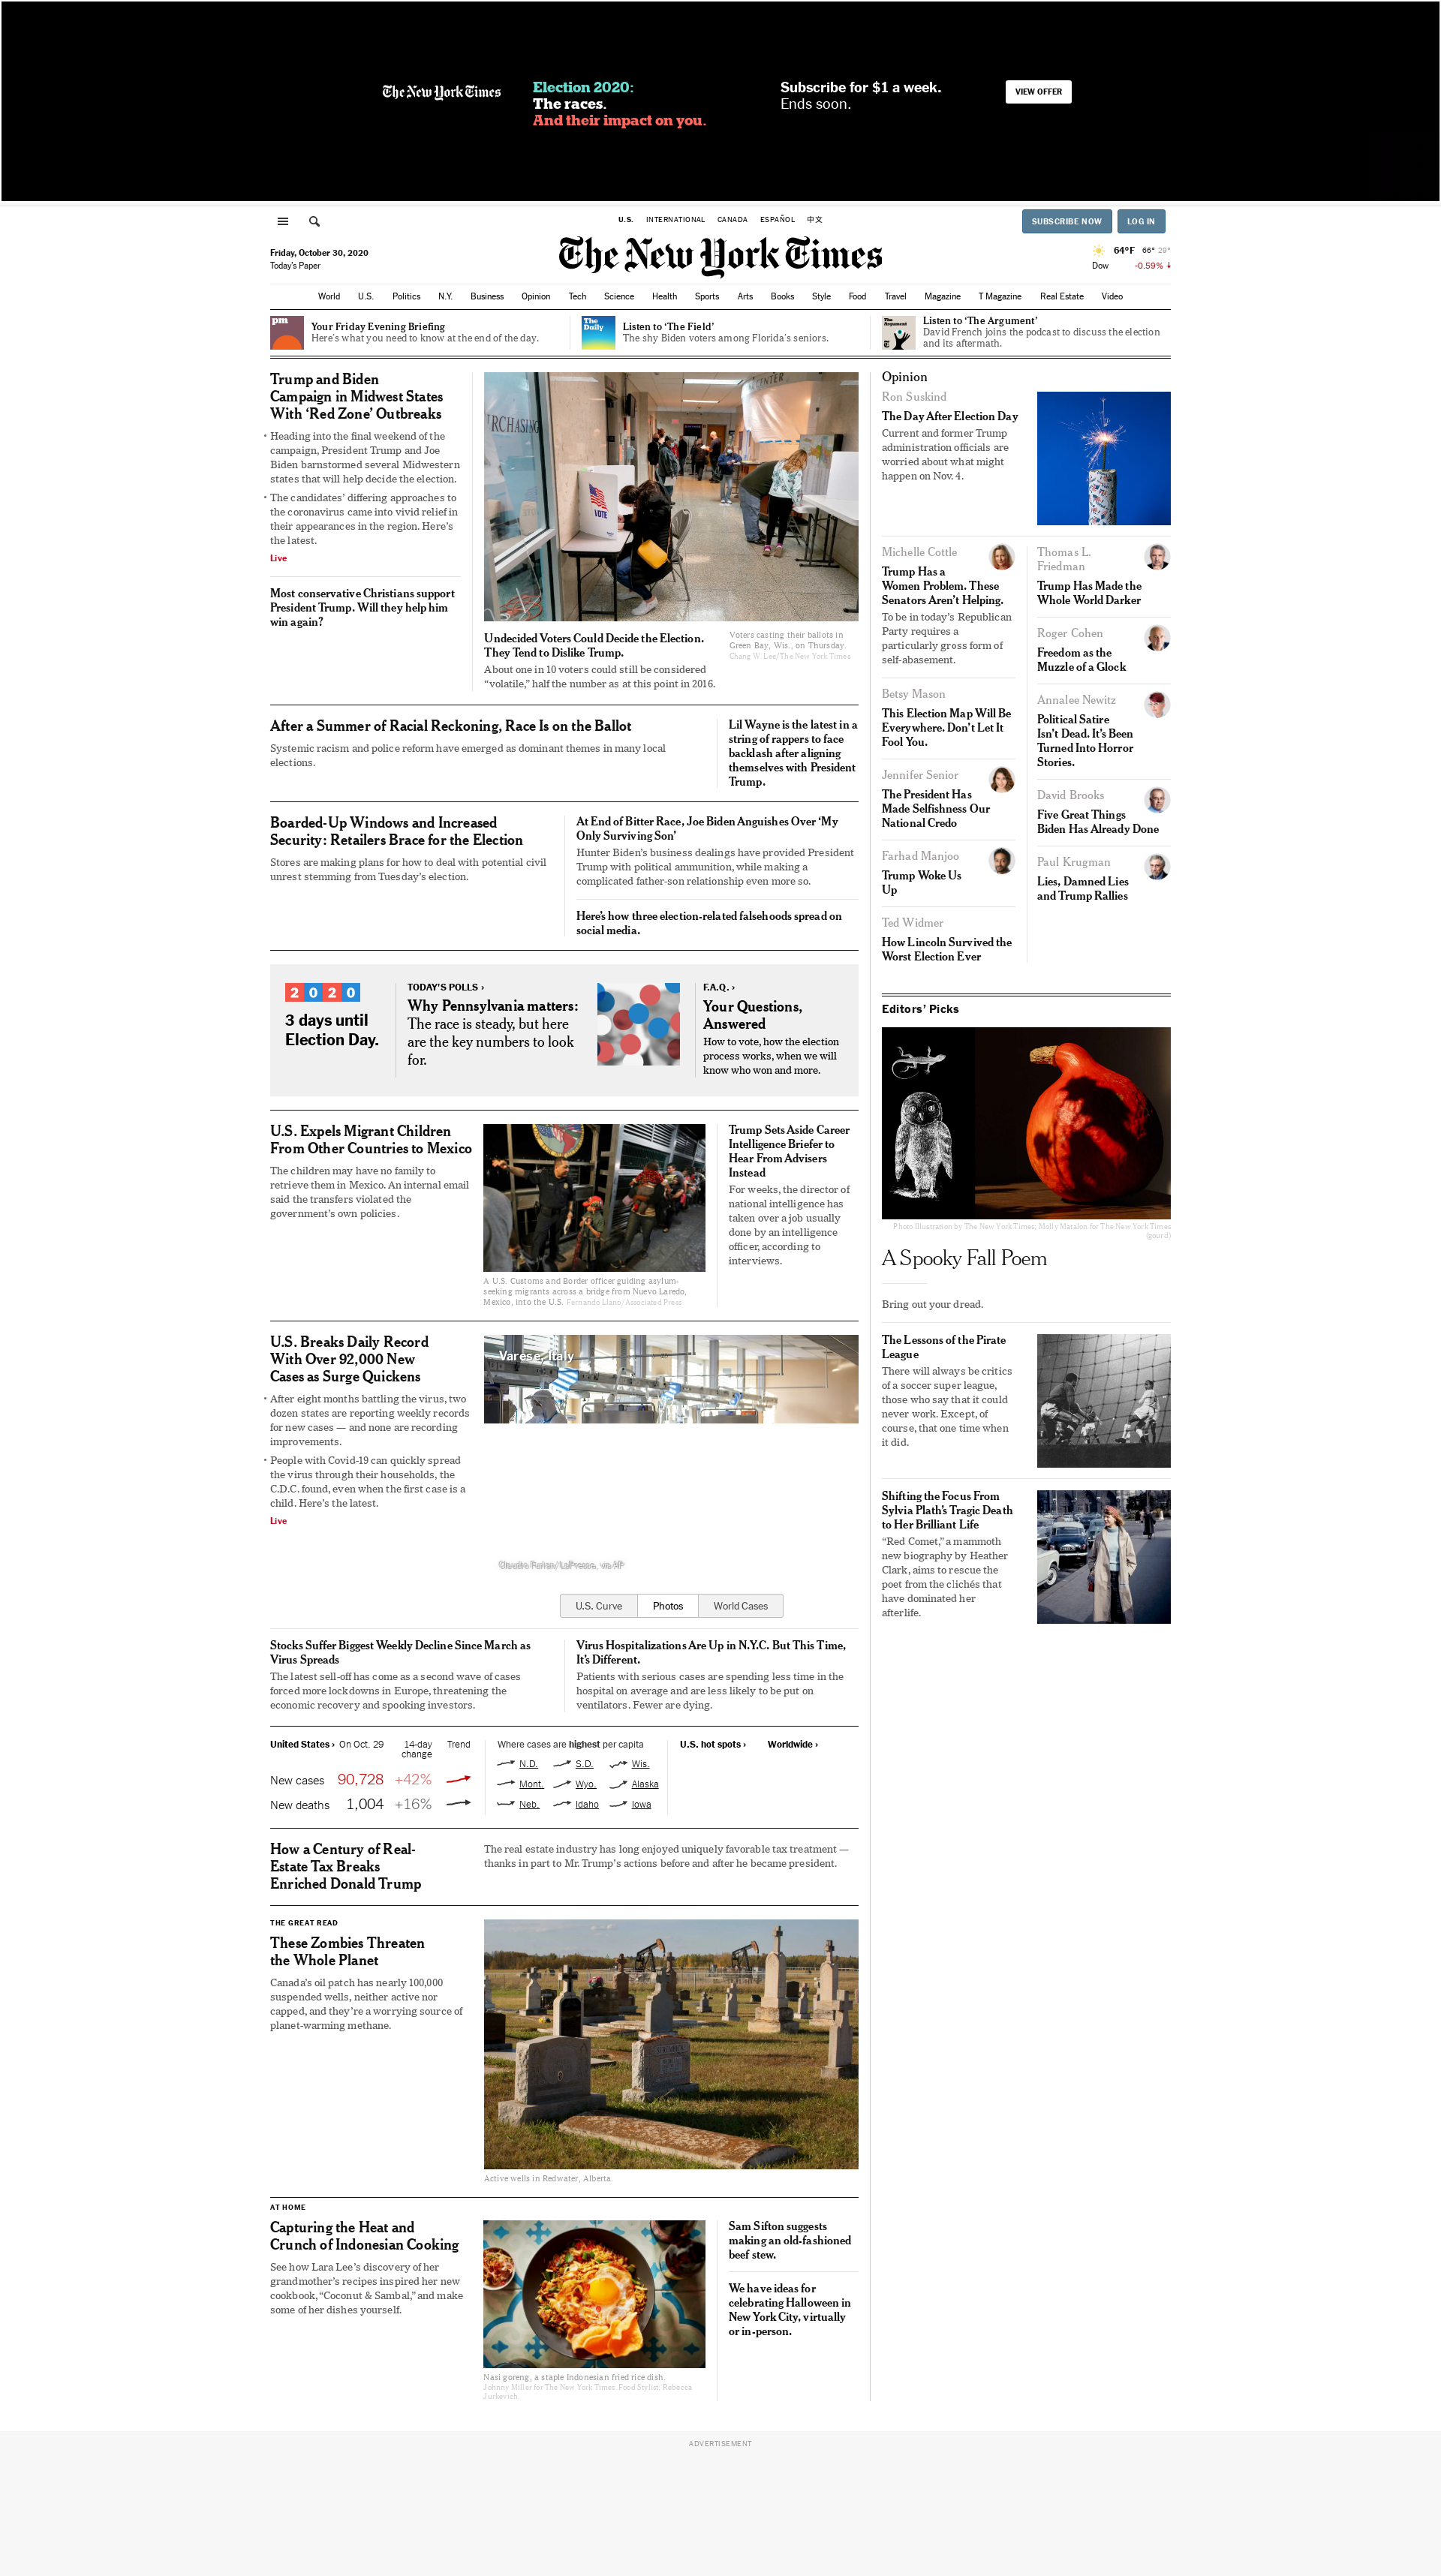 The New York Times
Election 2020:
The races.
And their impact on you.
Subscribe for $1 a week.
Ends soon.
VIEW OFFER
U.S. INTERNATIONAL CANADA ESPAÑOL 中文
SUBSCRIBE NOW LOG IN
Friday, October 30, 2020
Today's Paper
The New York Times
64°F 66° 29°
Dow -0.59% ↓
World U.S. Politics N.Y. Business Opinion Tech Science Health Sports Arts Books Style Food Travel Magazine T Magazine Real Estate Video
pm
Your Friday Evening Briefing
Here's what you need to know at the end of the day.
The
Daily
Listen to ‘The Field’
The shy Biden voters among Florida's seniors.
The
Argument
Listen to ‘The Argument’
David French joins the podcast to discuss the election
and its aftermath.
Trump and Biden
Campaign in Midwest States
With ‘Red Zone’ Outbreaks
• Heading into the final weekend of the
campaign, President Trump and Joe
Biden barnstormed several Midwestern
states that will help decide the election.
• The candidates’ differing approaches to
the coronavirus came into vivid relief in
their appearances in the region. Here’s
the latest.
Live
Most conservative Christians support
President Trump. Will they help him
win again?
URCHASING
CENTER
VOTE
Undecided Voters Could Decide the Election.
They Tend to Dislike Trump.
About one in 10 voters could still be considered
“volatile,” half the number as at this point in 2016.
Voters casting their ballots in
Green Bay, Wis., on Thursday.
Chang W. Lee/The New York Times
After a Summer of Racial Reckoning, Race Is on the Ballot
Systemic racism and police reform have emerged as dominant themes in many local
elections.
Lil Wayne is the latest in a
string of rappers to face
backlash after aligning
themselves with President
Trump.
Boarded-Up Windows and Increased
Security: Retailers Brace for the Election
Stores are making plans for how to deal with potential civil
unrest stemming from Tuesday’s election.
At End of Bitter Race, Joe Biden Anguishes Over ‘My
Only Surviving Son’
Hunter Biden’s business dealings have provided President
Trump with political ammunition, while making a
complicated father-son relationship even more so.
Here’s how three election-related falsehoods spread on
social media.
2020
3 days until
Election Day.
TODAY’S POLLS ›
Why Pennsylvania matters:
The race is steady, but here
are the key numbers to look
for.
F.A.Q. ›
Your Questions,
Answered
How to vote, how the election
process works, when we will
know who won and more.
U.S. Expels Migrant Children
From Other Countries to Mexico
The children may have no family to
retrieve them in Mexico. An internal email
said the transfers violated the
government’s own policies.
A U.S. Customs and Border officer guiding asylum-
seeking migrants across a bridge from Nuevo Laredo,
Mexico, into the U.S. Fernando Llano/Associated Press
Trump Sets Aside Career
Intelligence Briefer to
Hear From Advisers
Instead
For weeks, the director of
national intelligence has
taken over a job usually
done by an intelligence
officer, according to
interviews.
U.S. Breaks Daily Record
With Over 92,000 New
Cases as Surge Quickens
• After eight months battling the virus, two
dozen states are reporting weekly records
for new cases — and none are recording
improvements.
• People with Covid-19 can quickly spread
the virus through their households, the
C.D.C. found, even when the first case is a
child. Here’s the latest.
Live
Varese, Italy
Claudio Furlan/LaPresse, via AP
U.S. Curve Photos World Cases
Stocks Suffer Biggest Weekly Decline Since March as
Virus Spreads
The latest sell-off has come as a second wave of cases
forced more lockdowns in Europe, threatening the
economic recovery and spooking investors.
Virus Hospitalizations Are Up in N.Y.C. But This Time,
It’s Different.
Patients with serious cases are spending less time in the
hospital on average and are less likely to be put on
ventilators. Fewer are dying.
United States › On Oct. 29 14-day change Trend
New cases 90,728 +42%
New deaths 1,004 +16%
Where cases are highest per capita
N.D. S.D. Wis.
Mont. Wyo. Alaska
Neb. Idaho Iowa
U.S. hot spots › Worldwide ›
How a Century of Real-
Estate Tax Breaks
Enriched Donald Trump
The real estate industry has long enjoyed uniquely favorable tax treatment —
thanks in part to Mr. Trump’s actions before and after he became president.
THE GREAT READ
These Zombies Threaten
the Whole Planet
Canada’s oil patch has nearly 100,000
suspended wells, neither active nor
capped, and they’re a worrying source of
planet-warming methane.
Active wells in Redwater, Alberta.
AT HOME
Capturing the Heat and
Crunch of Indonesian Cooking
See how Lara Lee’s discovery of her
grandmother’s recipes inspired her new
cookbook, “Coconut & Sambal,” and make
some of her dishes yourself.
Nasi goreng, a staple Indonesian fried rice dish.
Johnny Miller for The New York Times. Food Stylist: Rebecca
Jurkevich.
Sam Sifton suggests
making an old-fashioned
beef stew.
We have ideas for
celebrating Halloween in
New York City, virtually
or in-person.
Opinion
Ron Suskind
The Day After Election Day
Current and former Trump
administration officials are
worried about what might
happen on Nov. 4.
Michelle Cottle
Trump Has a
Women Problem. These
Senators Aren’t Helping.
To be in today’s Republican
Party requires a
particularly gross form of
self-abasement.
Betsy Mason
This Election Map Will Be
Everywhere. Don’t Let It
Fool You.
Jennifer Senior
The President Has
Made Selfishness Our
National Credo
Farhad Manjoo
Trump Woke Us
Up
Ted Widmer
How Lincoln Survived the
Worst Election Ever
Thomas L.
Friedman
Trump Has Made the
Whole World Darker
Roger Cohen
Freedom as the
Muzzle of a Glock
Annalee Newitz
Political Satire
Isn’t Dead. It’s Been
Turned Into Horror
Stories.
David Brooks
Five Great Things
Biden Has Already Done
Paul Krugman
Lies, Damned Lies
and Trump Rallies
Editors’ Picks
Photo Illustration by The New York Times; Molly Matalon for The New York Times
(gourd)
A Spooky Fall Poem
Bring out your dread.
The Lessons of the Pirate
League
There will always be critics
of a soccer super league,
those who say that it could
never work. Except, of
course, that one time when
it did.
Shifting the Focus From
Sylvia Plath’s Tragic Death
to Her Brilliant Life
“Red Comet,” a mammoth
new biography by Heather
Clark, aims to rescue the
poet from the clichés that
have dominated her
afterlife.
ADVERTISEMENT